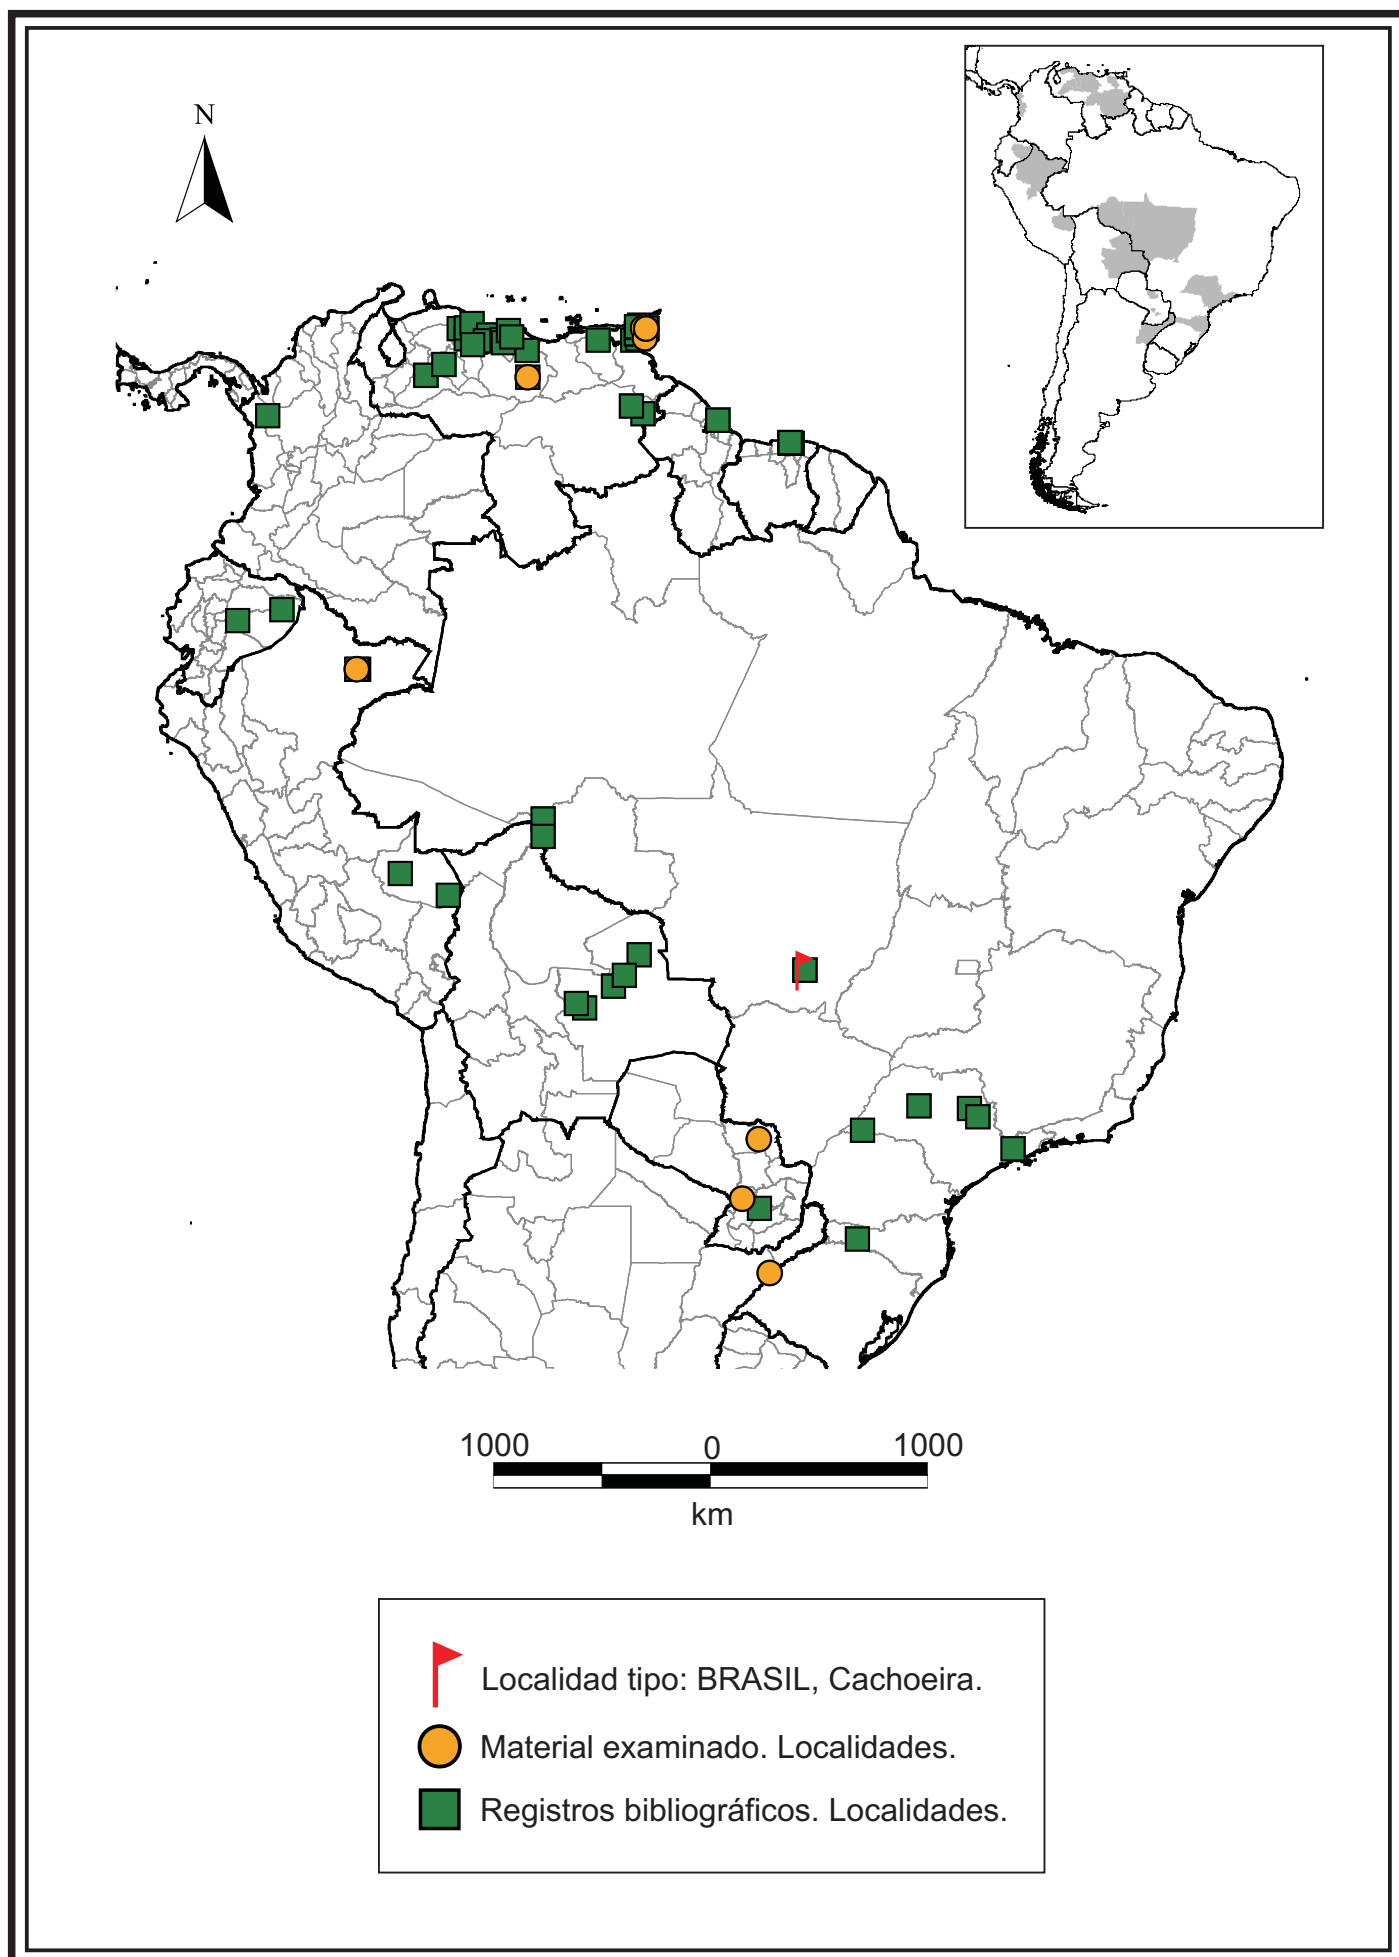 N
1000 0 1000
km
Localidad tipo: BRASIL, Cachoeira.
Material examinado. Localidades.
Registros bibliográficos. Localidades.